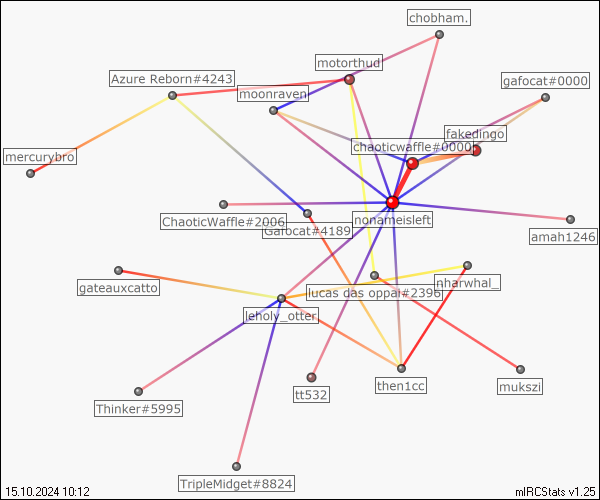 chobham.
motorthud
Azure Reborn#4243
gafocat#0000
moonraven
fakedingo
chaoticwaffle#0000
mercurybro
ChaoticWaffle#2006
nonameisleft
Gafocat#4189
amah1246
nharwhal_
gateauxcatto
lucas das oppai#2396
leholy_otter
then1cc
mukszi
tt532
Thinker#5995
TripleMidget#8824
15.10.2024 10:12
mIRCStats v1.25